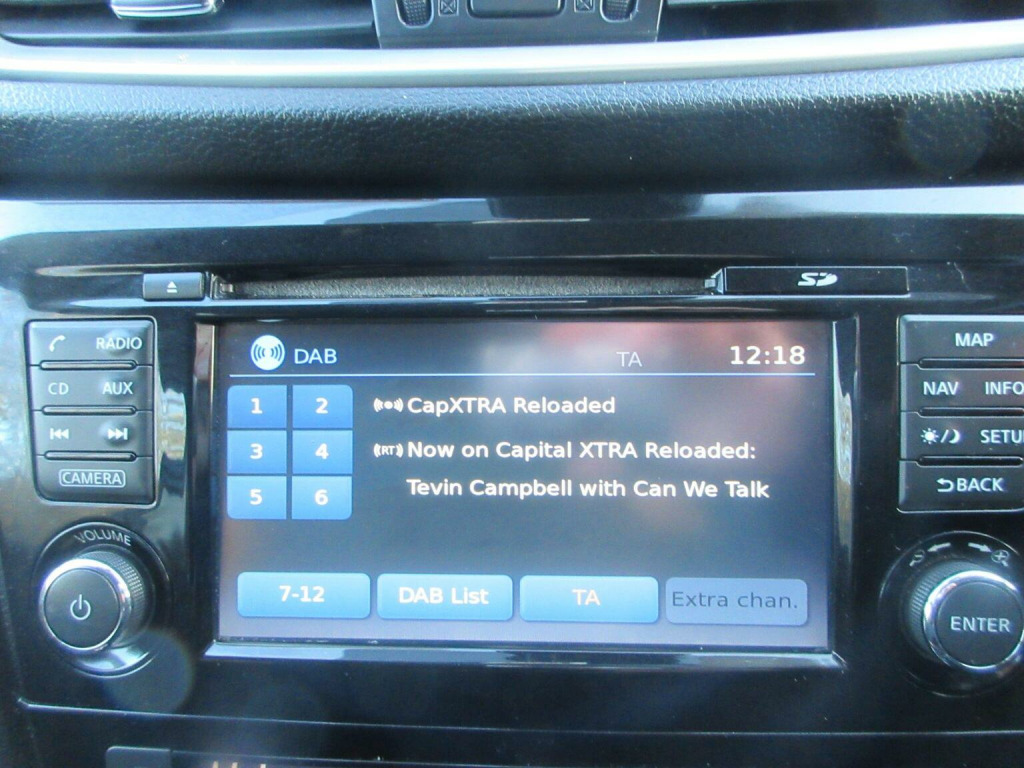 SD
RADIO
CD AUX
CAMERA
VOLUME
DAB TA 12:18
1 2
3 4
5 6
CapXTRA Reloaded
(RT) Now on Capital XTRA Reloaded:
Tevin Campbell with Can We Talk
7-12 DAB List TA Extra chan.
MAP
NAV INFO
SETU
BACK
ENTER